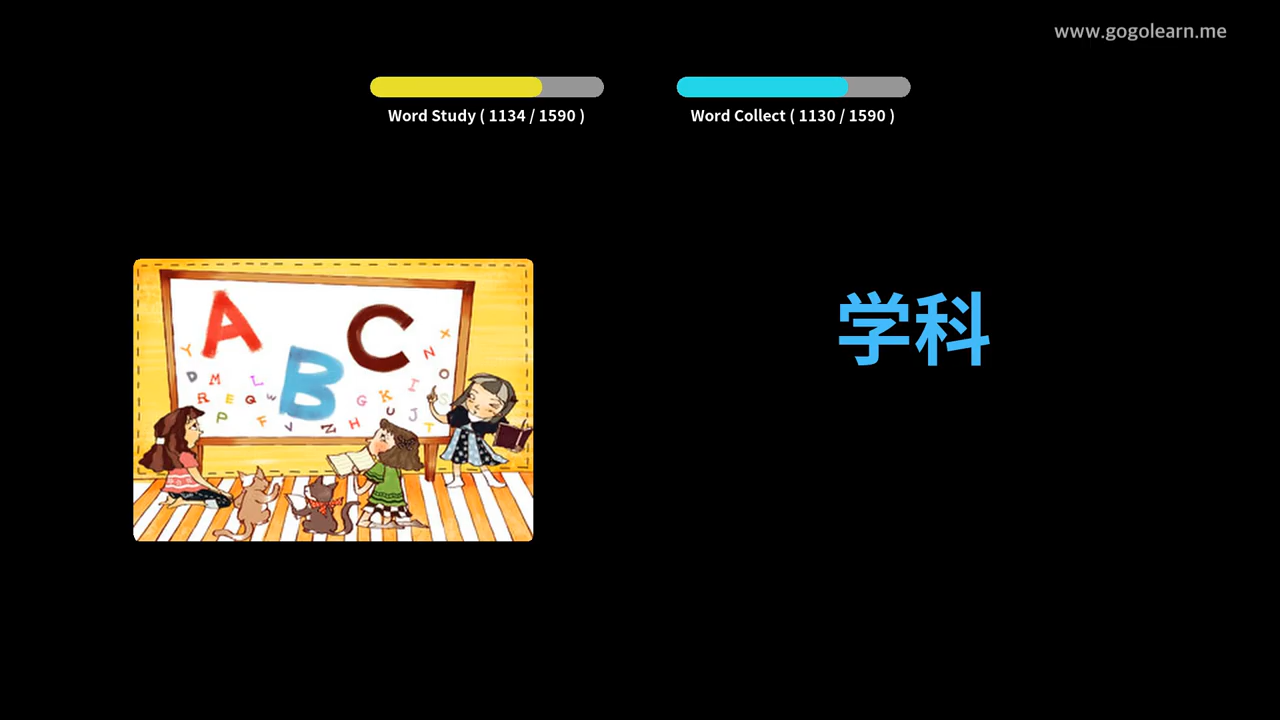 www.gogolearn.me
Word Study ( 1134 / 1590 )
Word Collect ( 1130 / 1590 )
学科
A
B
C
Y
X
N
D
M
L
O
R
E
Q
W
G
K
I
S
P
F
V
Z
H
U
J
T